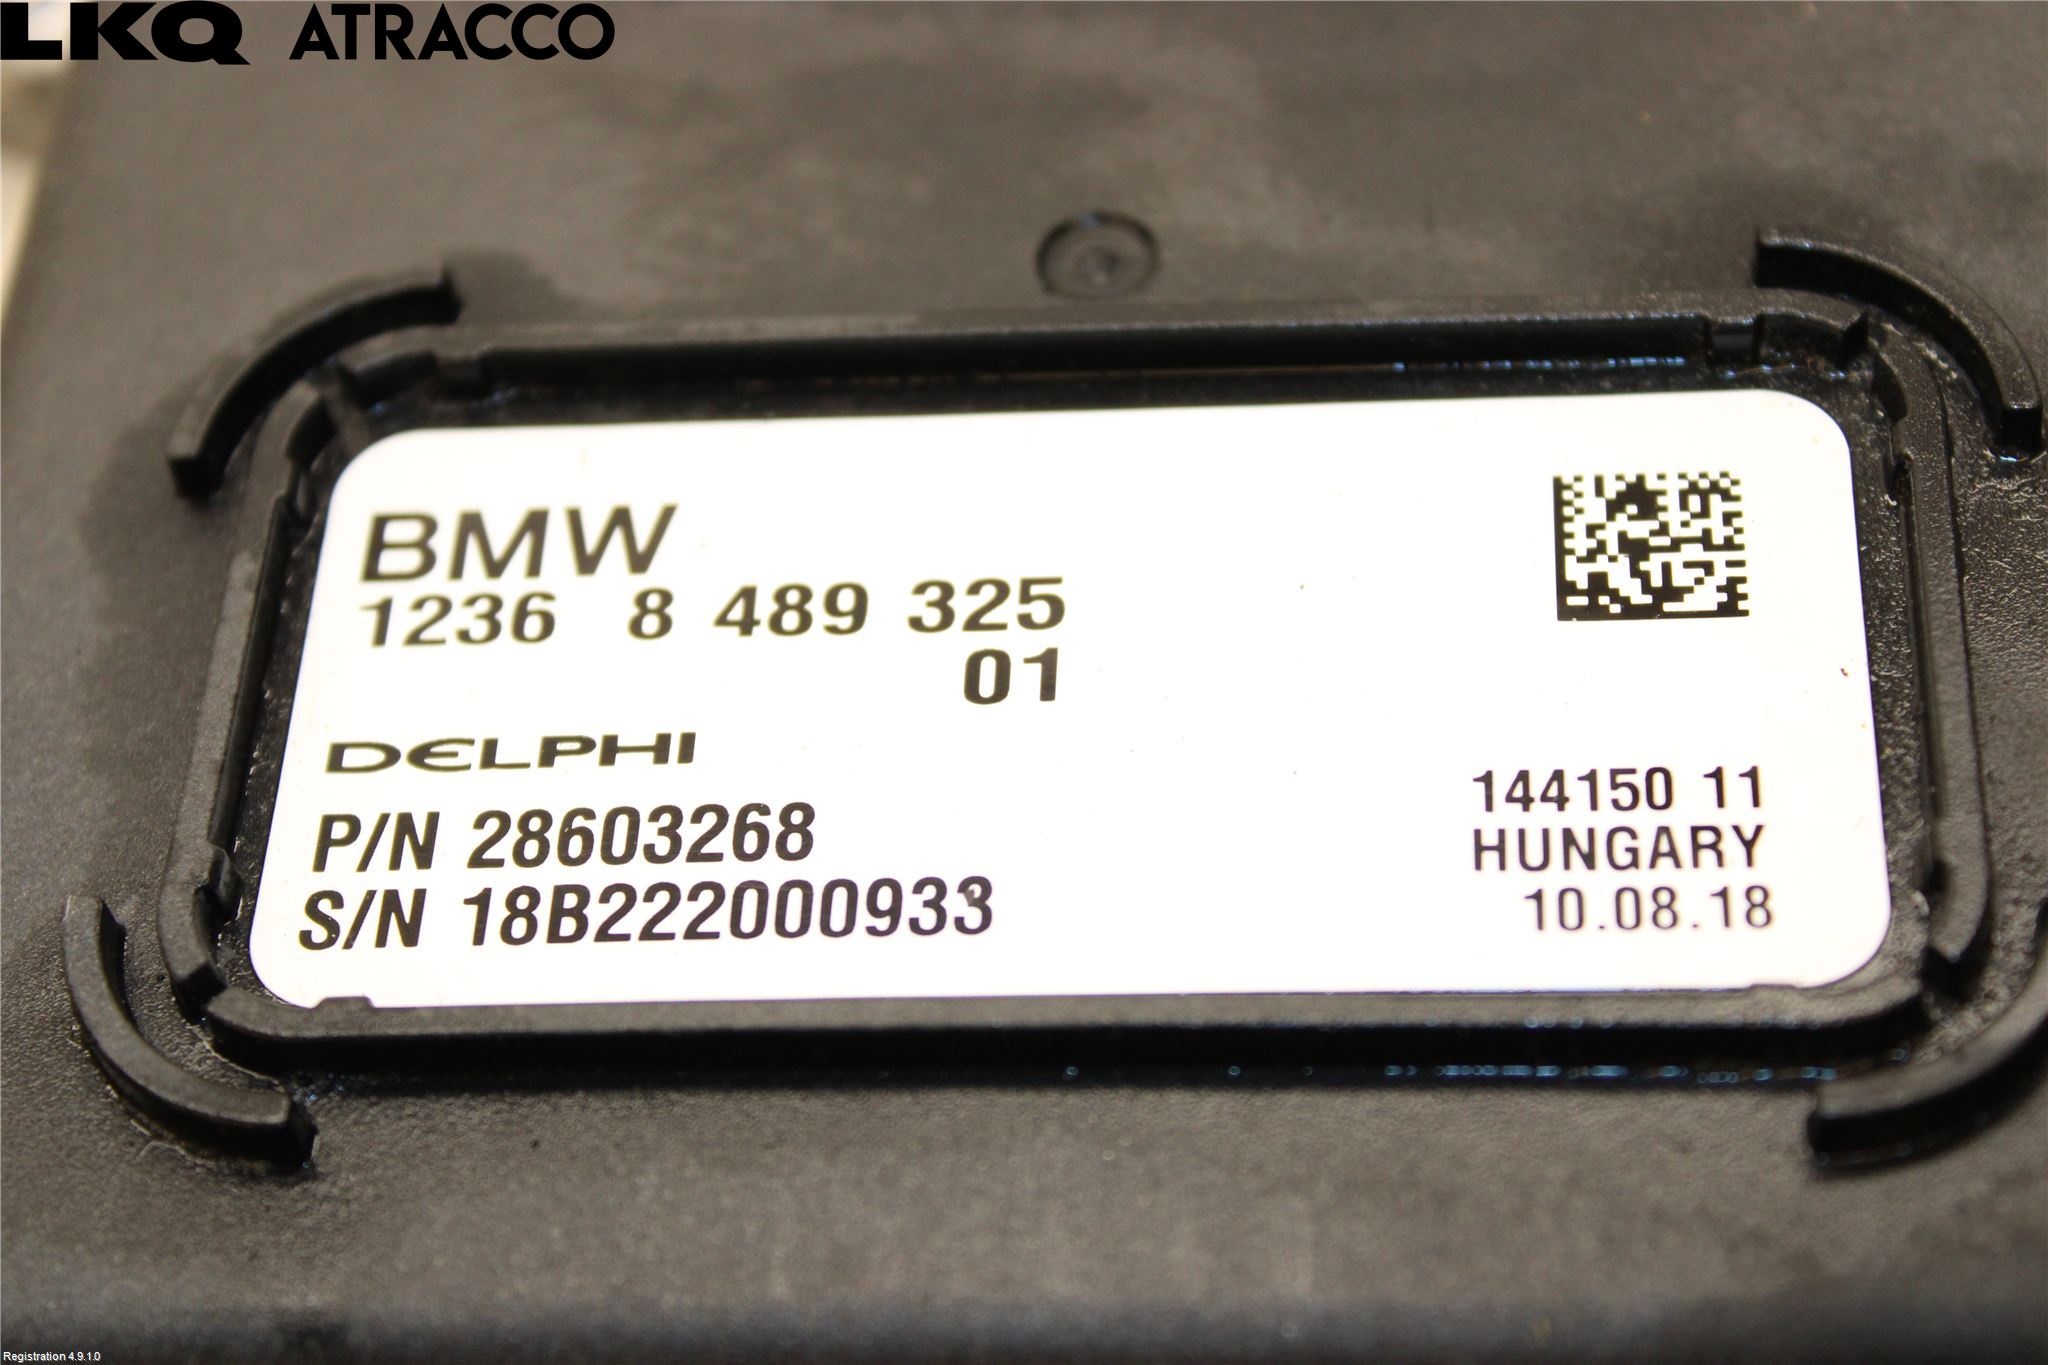 LKQ ATRACCO
BMW
1236 8 489 325
01
DELPHI
P/N 28603268
S/N 18B222000933
144150 11
HUNGARY
10.08.18
Registration 4.9.1.0